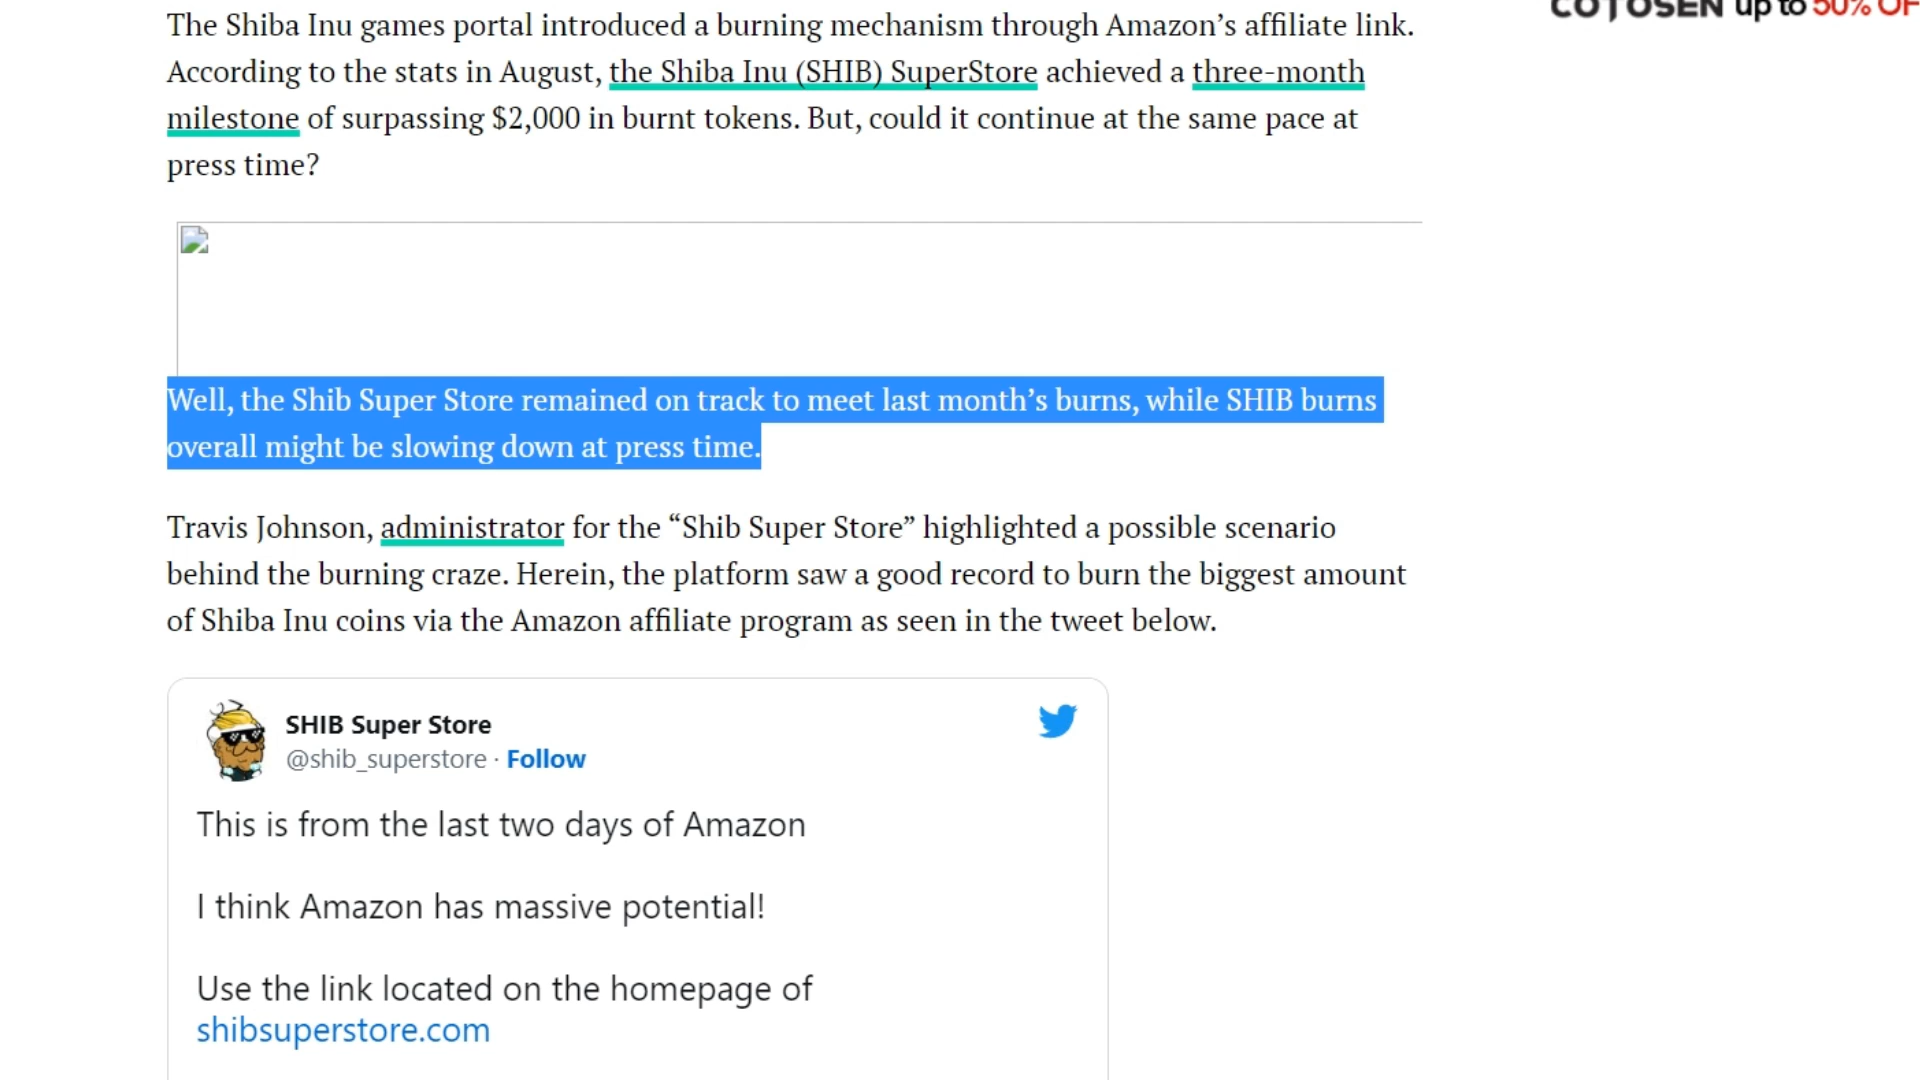 COTOSEN up to 50% OF
The Shiba Inu games portal introduced a burning mechanism through Amazon’s affiliate link.
According to the stats in August, the Shiba Inu (SHIB) SuperStore achieved a three-month
milestone of surpassing $2,000 in burnt tokens. But, could it continue at the same pace at
press time?
Well, the Shib Super Store remained on track to meet last month’s burns, while SHIB burns
overall might be slowing down at press time.
Travis Johnson, administrator for the “Shib Super Store” highlighted a possible scenario
behind the burning craze. Herein, the platform saw a good record to burn the biggest amount
of Shiba Inu coins via the Amazon affiliate program as seen in the tweet below.
SHIB Super Store
@shib_superstore · Follow
This is from the last two days of Amazon
I think Amazon has massive potential!
Use the link located on the homepage of
shibsuperstore.com